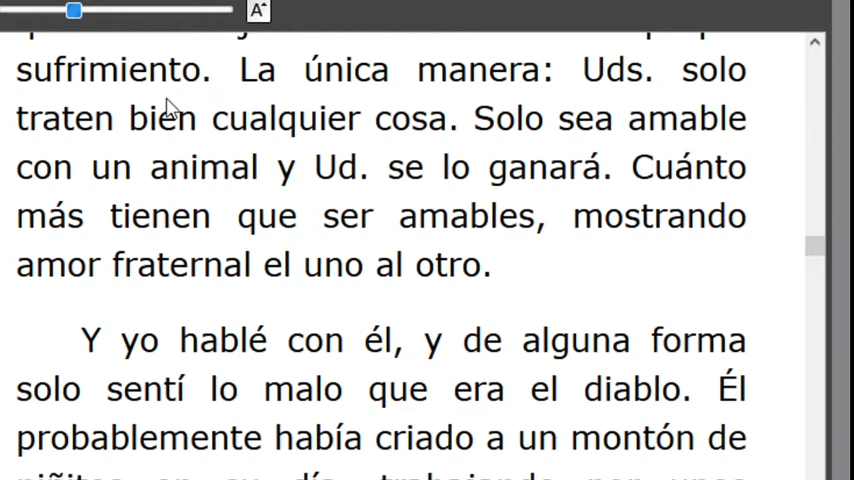 A
sufrimiento. La única manera: Uds. solo
traten bien cualquier cosa. Solo sea amable
con un animal y Ud. se lo ganará. Cuánto
más tienen que ser amables, mostrando
amor fraternal el uno al otro.
Y yo hablé con él, y de alguna forma
solo sentí lo malo que era el diablo. Él
probablemente había criado a un montón de